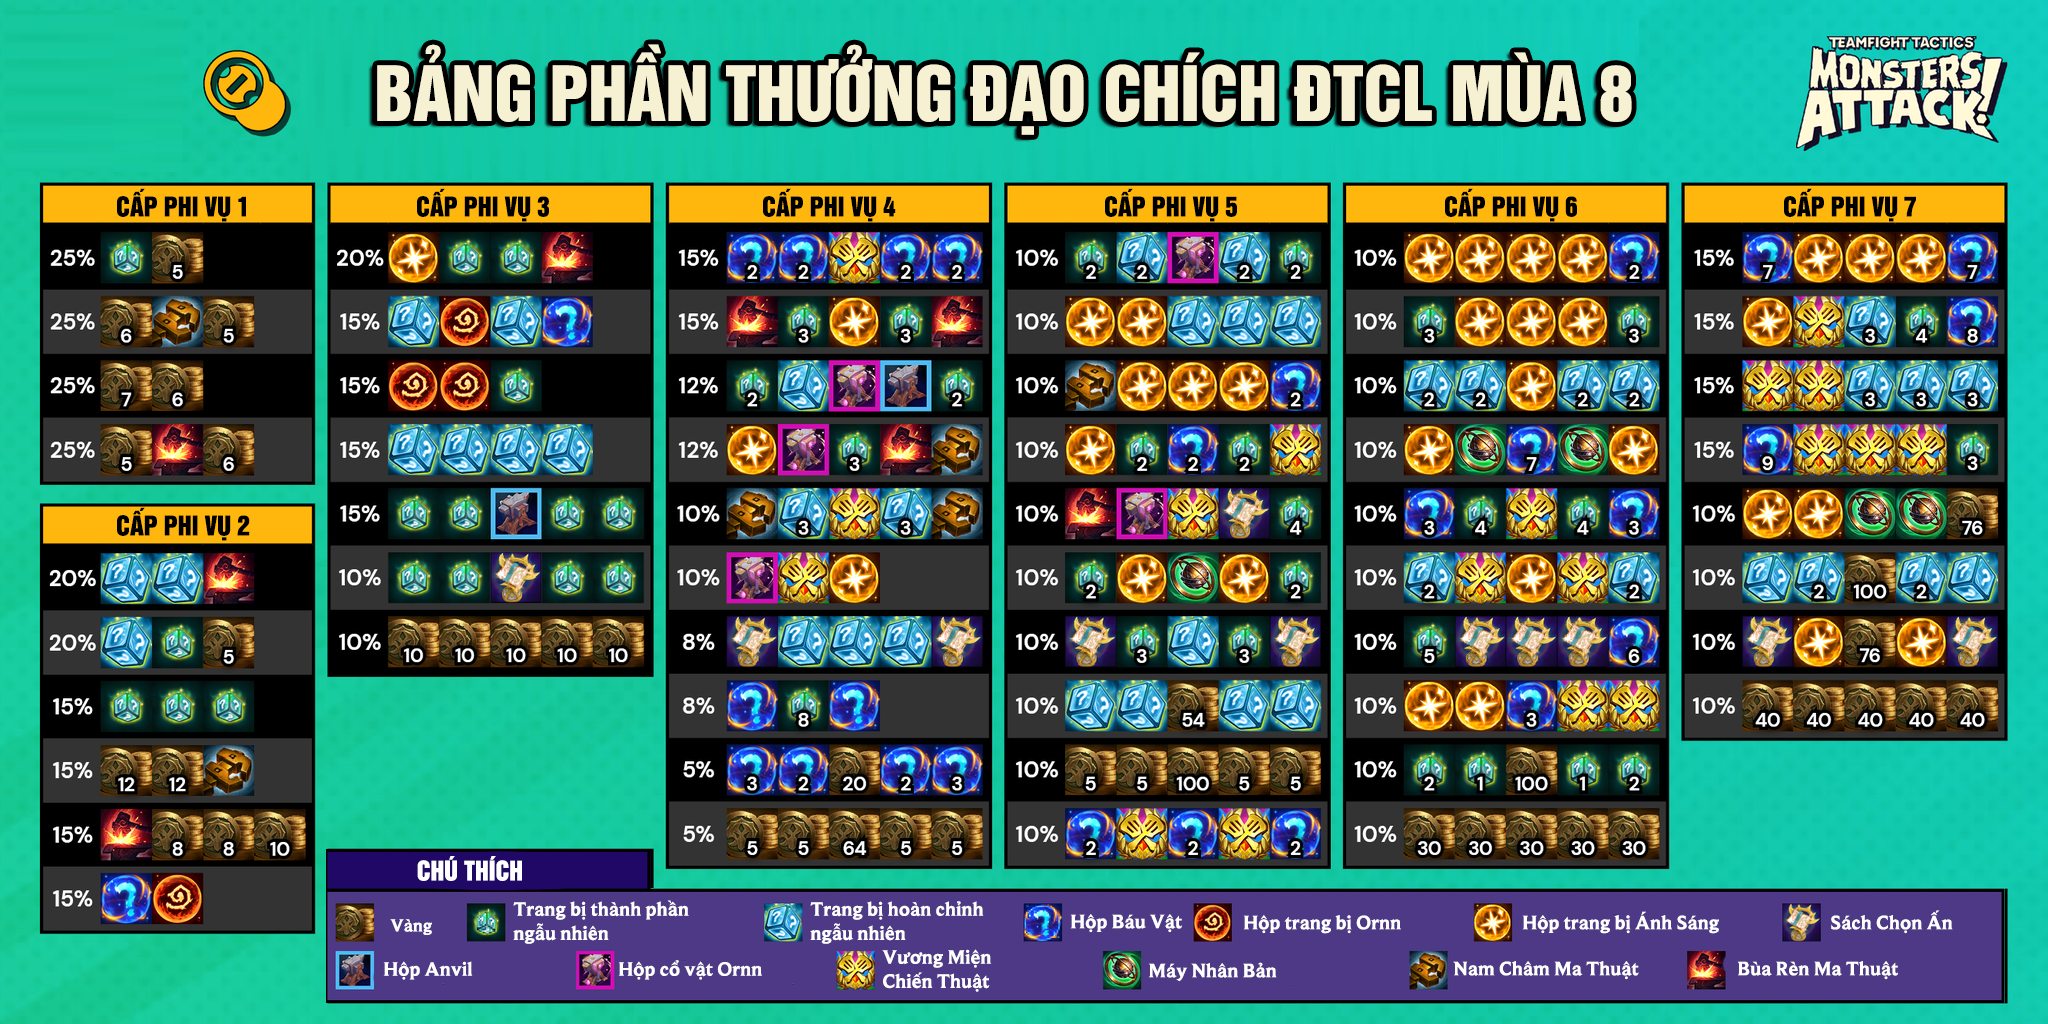 BẢNG PHẦN THƯỞNG ĐẠO CHÍCH ĐTCL MÙA 8
TEAMFIGHT TACTICS
MONSTERS
ATTACK!
CẤP PHI VỤ 1
25% 5
25% 6 5
25% 7 6
25% 5 6
CẤP PHI VỤ 2
20%
20% 5
15%
15% 12 12
15% 8 8 10
15%
CẤP PHI VỤ 3
20%
15%
15%
15%
15%
10%
10% 10 10 10 10 10
CẤP PHI VỤ 4
15% 2 2 2 2
15% 3 3
12% 2 2
12% 3
10% 3 3
10%
8%
8% 8
5% 3 2 20 2 3
5% 5 5 64 5 5
CẤP PHI VỤ 5
10% 2 2 2 2
10%
10% 2
10% 2 2 2
10% 4
10% 2 2
10% 3 3
10% 54
10% 5 5 100 5 5
10% 2 2 2
CẤP PHI VỤ 6
10% 2
10% 3 3
10% 2 2 2 2
10% 7
10% 3 4 4 3
10% 2 2
10% 5 6
10% 3
10% 2 1 100 1 2
10% 30 30 30 30 30
CẤP PHI VỤ 7
15% 7 7
15% 3 4 8
15% 3 3 3
15% 9 3
10% 76
10% 2 100 2
10% 76
10% 40 40 40 40 40
CHÚ THÍCH
Vàng
Trang bị thành phần
ngẫu nhiên
Trang bị hoàn chỉnh
ngẫu nhiên
Hộp Báu Vật
Hộp trang bị Ornn
Hộp trang bị Ánh Sáng
Sách Chọn Ấn
Hộp Anvil
Hộp cổ vật Ornn
Vương Miện
Chiến Thuật
Máy Nhân Bản
Nam Châm Ma Thuật
Bùa Rèn Ma Thuật